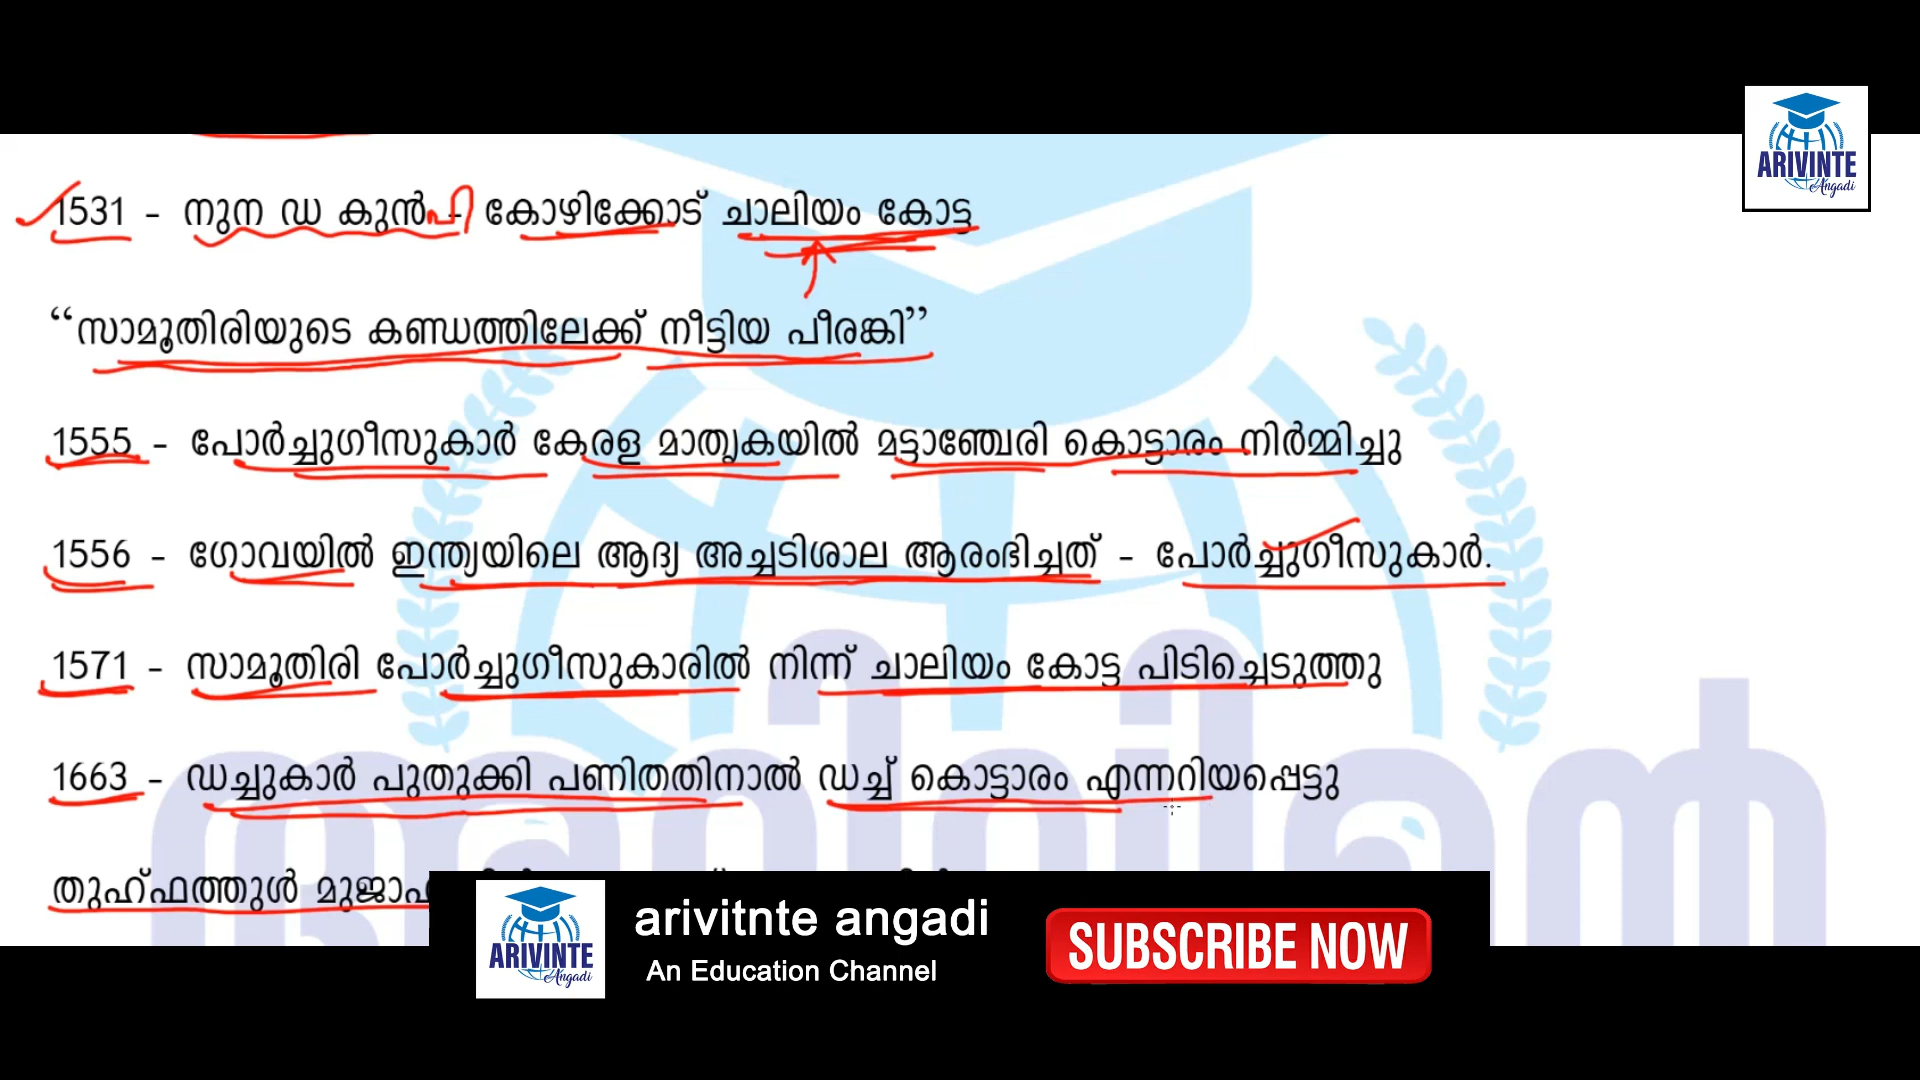 ARIVINTE
Angadi
1531 - നുന ഡ കുൻഹ - കോഴിക്കോട് ചാലിയം കോട്ട
“സാമൂതിരിയുടെ കണ്ഠത്തിലേക്ക് നീട്ടിയ പീരങ്കി”
1555 - പോർച്ചുഗീസുകാർ കേരള മാതൃകയിൽ മട്ടാഞ്ചേരി കൊട്ടാരം നിർമ്മിച്ചു
1556 - ഗോവയിൽ ഇന്ത്യയിലെ ആദ്യ അച്ചടിശാല ആരംഭിച്ചത് - പോർച്ചുഗീസുകാർ.
1571 - സാമൂതിരി പോർച്ചുഗീസുകാരിൽ നിന്ന് ചാലിയം കോട്ട പിടിച്ചെടുത്തു
1663 - ഡച്ചുകാർ പുതുക്കി പണിതതിനാൽ ഡച്ച് കൊട്ടാരം എന്നറിയപ്പെട്ടു
തുഹ്ഫത്തുൾ
ARIVINTE
Angadi
arivitnte angadi
An Education Channel
SUBSCRIBE NOW